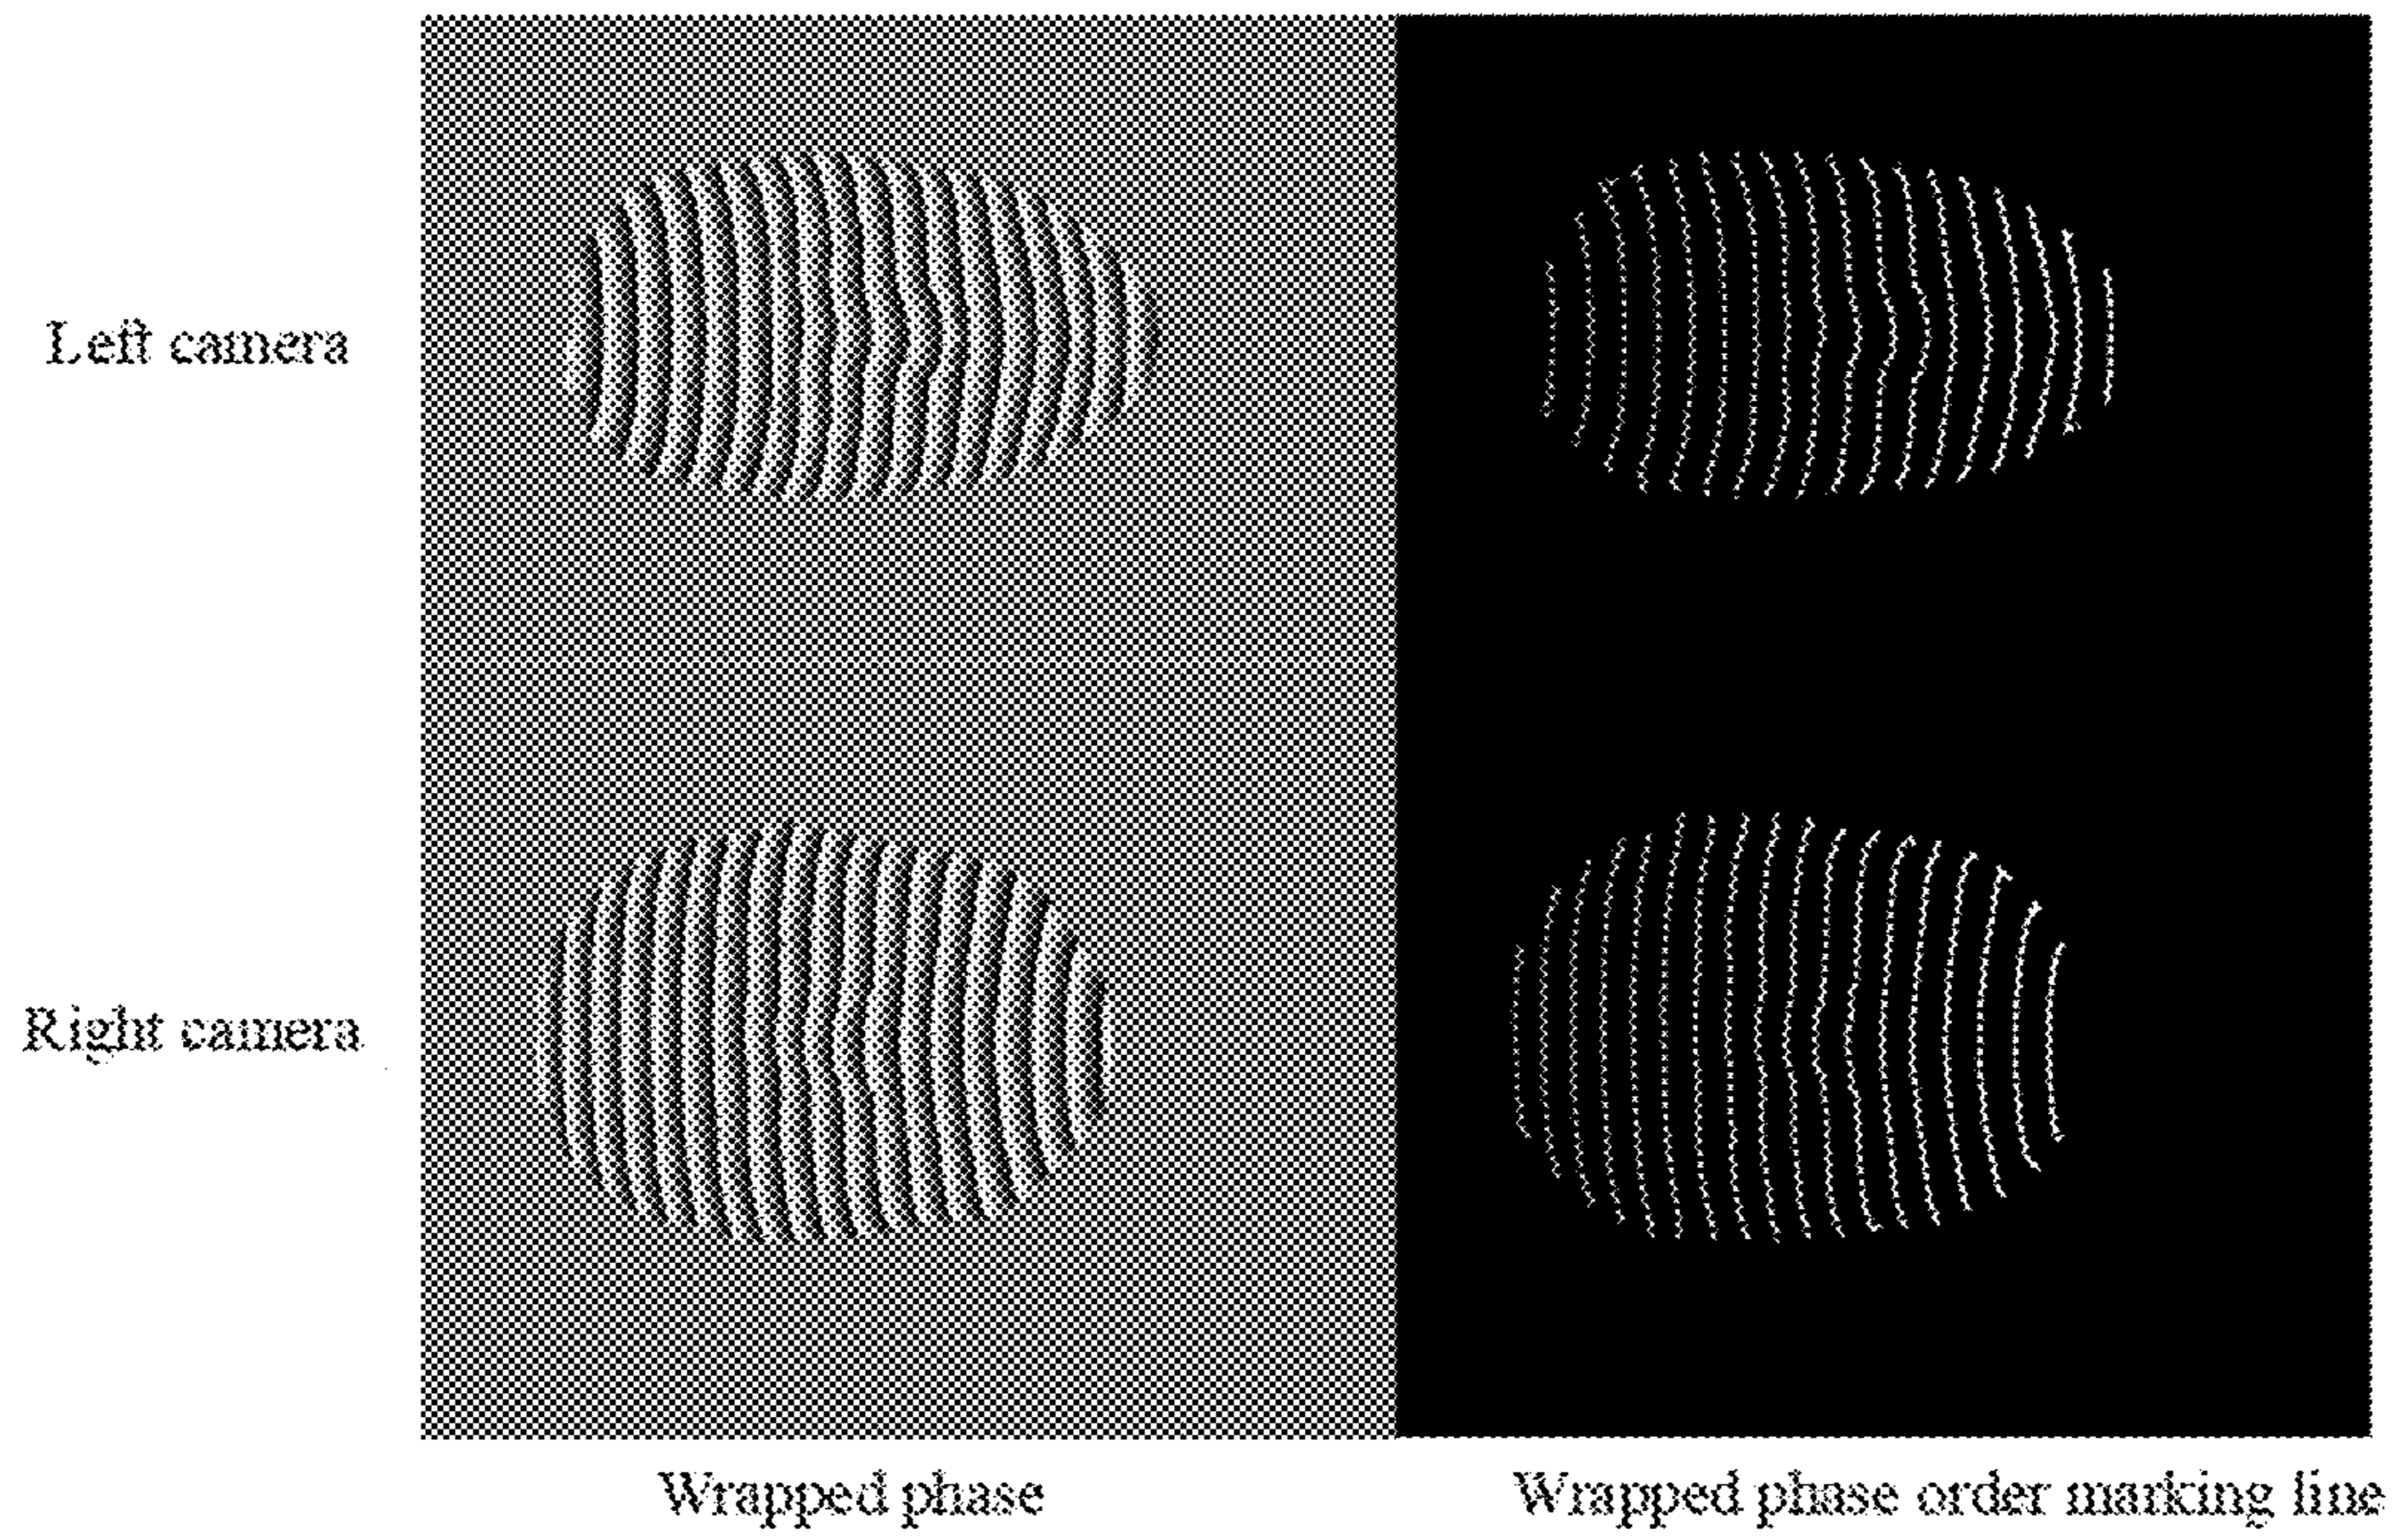 Left camera
Right camera
Wrapped phase
Wrapped phase order marking line